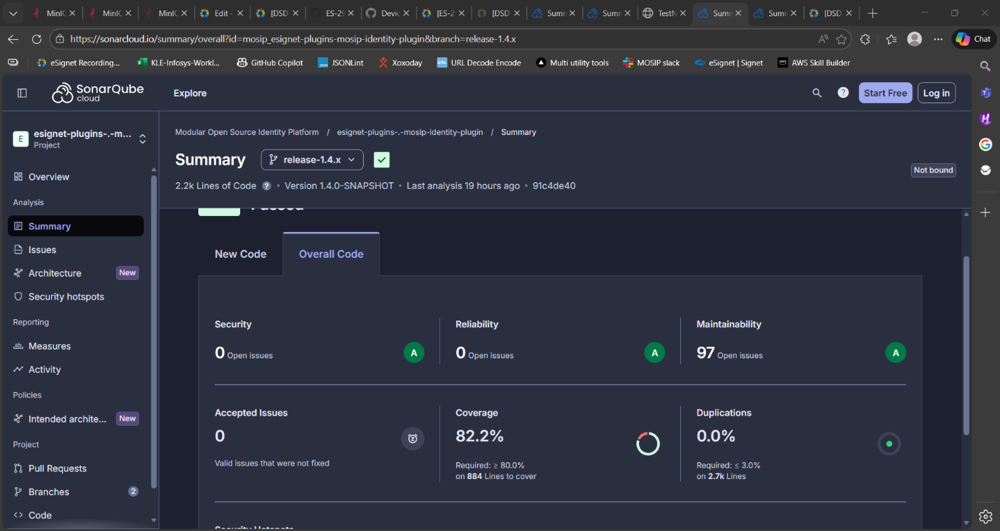 MinIC
MinIC
MinIC
Edit -
[DSD
ES-29
Devic
[ES-2
[DSD
Summ
Summ
TestN
Summ
Summ
[DSD
https://sonarcloud.io/summary/overall?id=mosip_esignet-plugins-mosip-identity-plugin&branch=release-1.4.x
Chat
eSignet Recording...
KLE-Infosys-Workl...
GitHub Copilot
JSONLint
Xoxoday
URL Decode Encode
Multi utility tools
MOSIP slack
eSignet | Signet
AWS Skill Builder
SonarQube
cloud
Explore
Start Free
Log in
E
esignet-plugins-.-m...
Project
Overview
Analysis
Summary
Issues
Architecture New
Security hotspots
Reporting
Measures
Activity
Policies
Intended archite... New
Project
Pull Requests
Branches 2
Code
Modular Open Source Identity Platform / esignet-plugins-.-mosip-identity-plugin / Summary
Summary
release-1.4.x
Not bound
2.2k Lines of Code ? • Version 1.4.0-SNAPSHOT • Last analysis 19 hours ago • 91c4de40
Passed
New Code
Overall Code
Security
0 Open issues
A
Reliability
0 Open issues
A
Maintainability
97 Open issues
A
Accepted Issues
0
Valid issues that were not fixed
Coverage
82.2%
Required: ≥ 80.0%
on 884 Lines to cover
Duplications
0.0%
Required: ≤ 3.0%
on 2.7k Lines
Security Hotspots